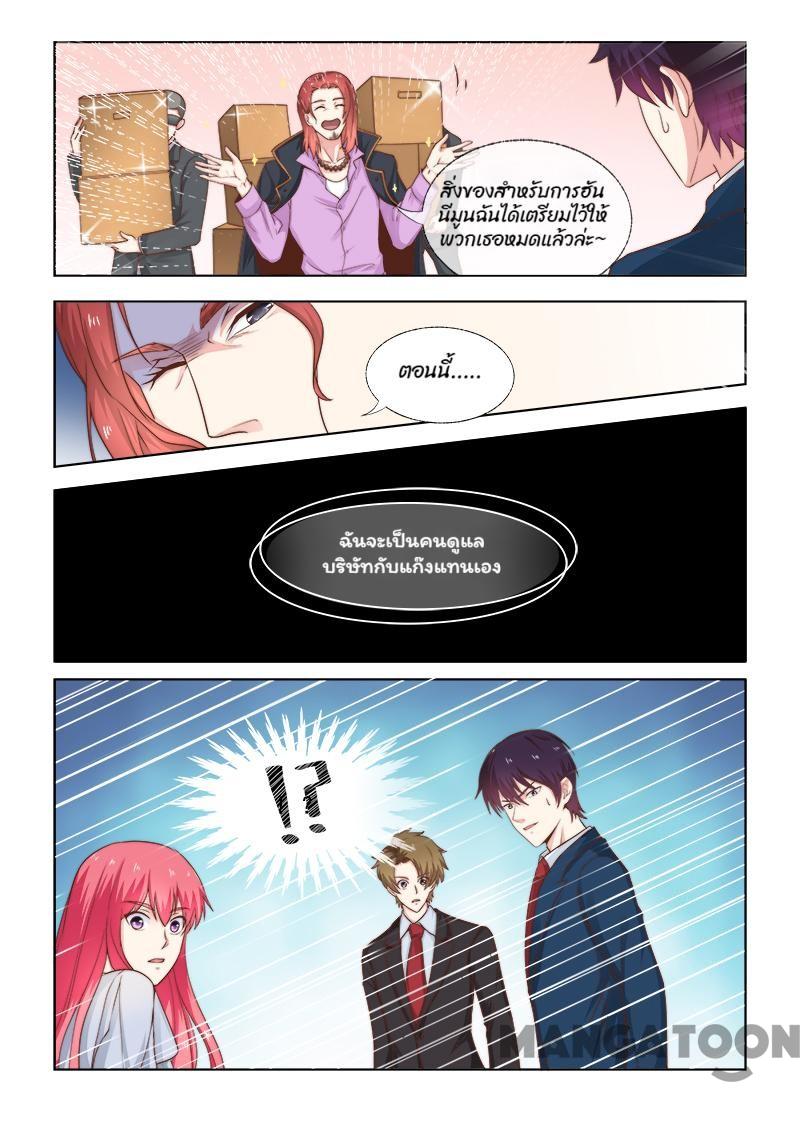 สิ่งของสำหรับการฮัน
นีมูนฉันได้เตรียมไว้ให้
พวกเธอหมดแล้วล่ะ~
ตอนนี้.....
ฉันจะเป็นคนดูแล
บริษัทกับแก๊งแทนเอง
!?
MANGATOON